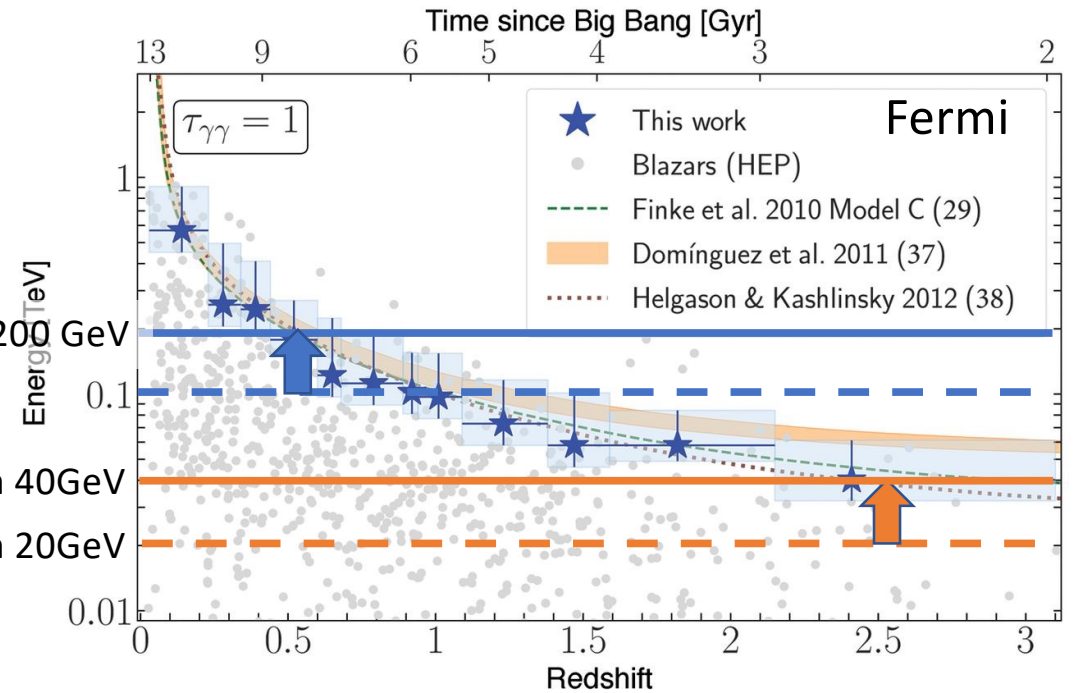 Time since Big Bang [Gyr]
13 9 6 5 4 3 2
τγγ = 1
Fermi
This work
Blazars (HEP)
Finke et al. 2010 Model C (29)
Domínguez et al. 2011 (37)
Helgason & Kashlinsky 2012 (38)
Energy [TeV]
1
200 GeV
0.1
40GeV
20GeV
0.01
0 0.5 1 1.5 2 2.5 3
Redshift